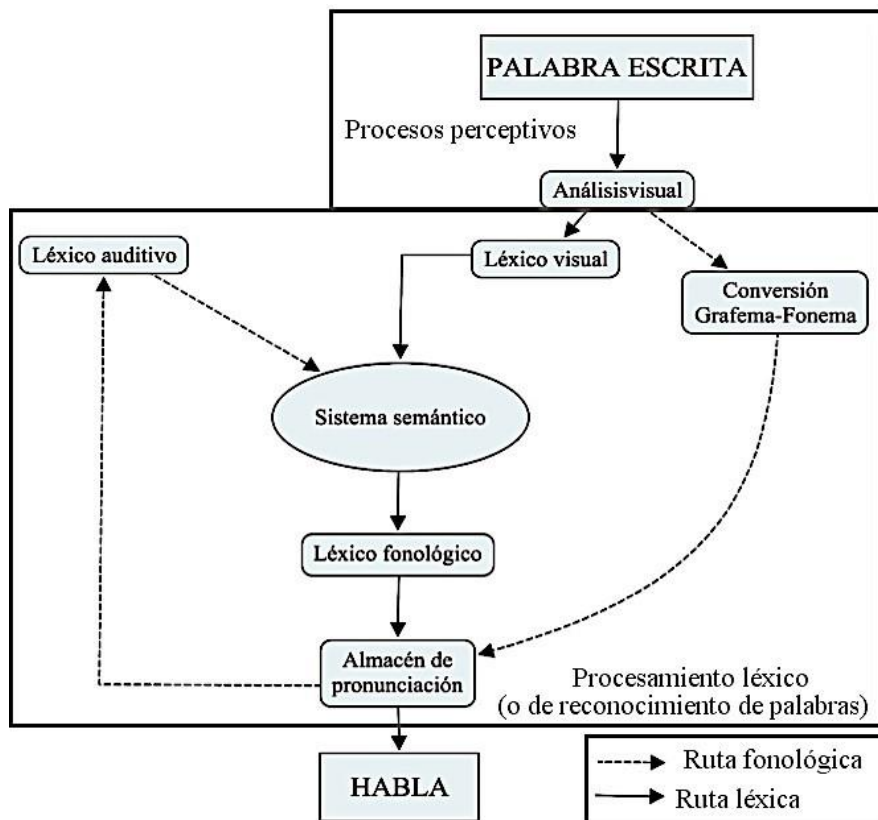 PALABRA ESCRITA
Procesos perceptivos
Análisisvisual
Léxico auditivo
Léxico visual
Conversión
Grafema-Fonema
Sistema semántico
Léxico fonológico
Almacén de
pronunciación
Procesamiento léxico
(o de reconocimiento de palabras)
HABLA
Ruta fonológica
Ruta léxica